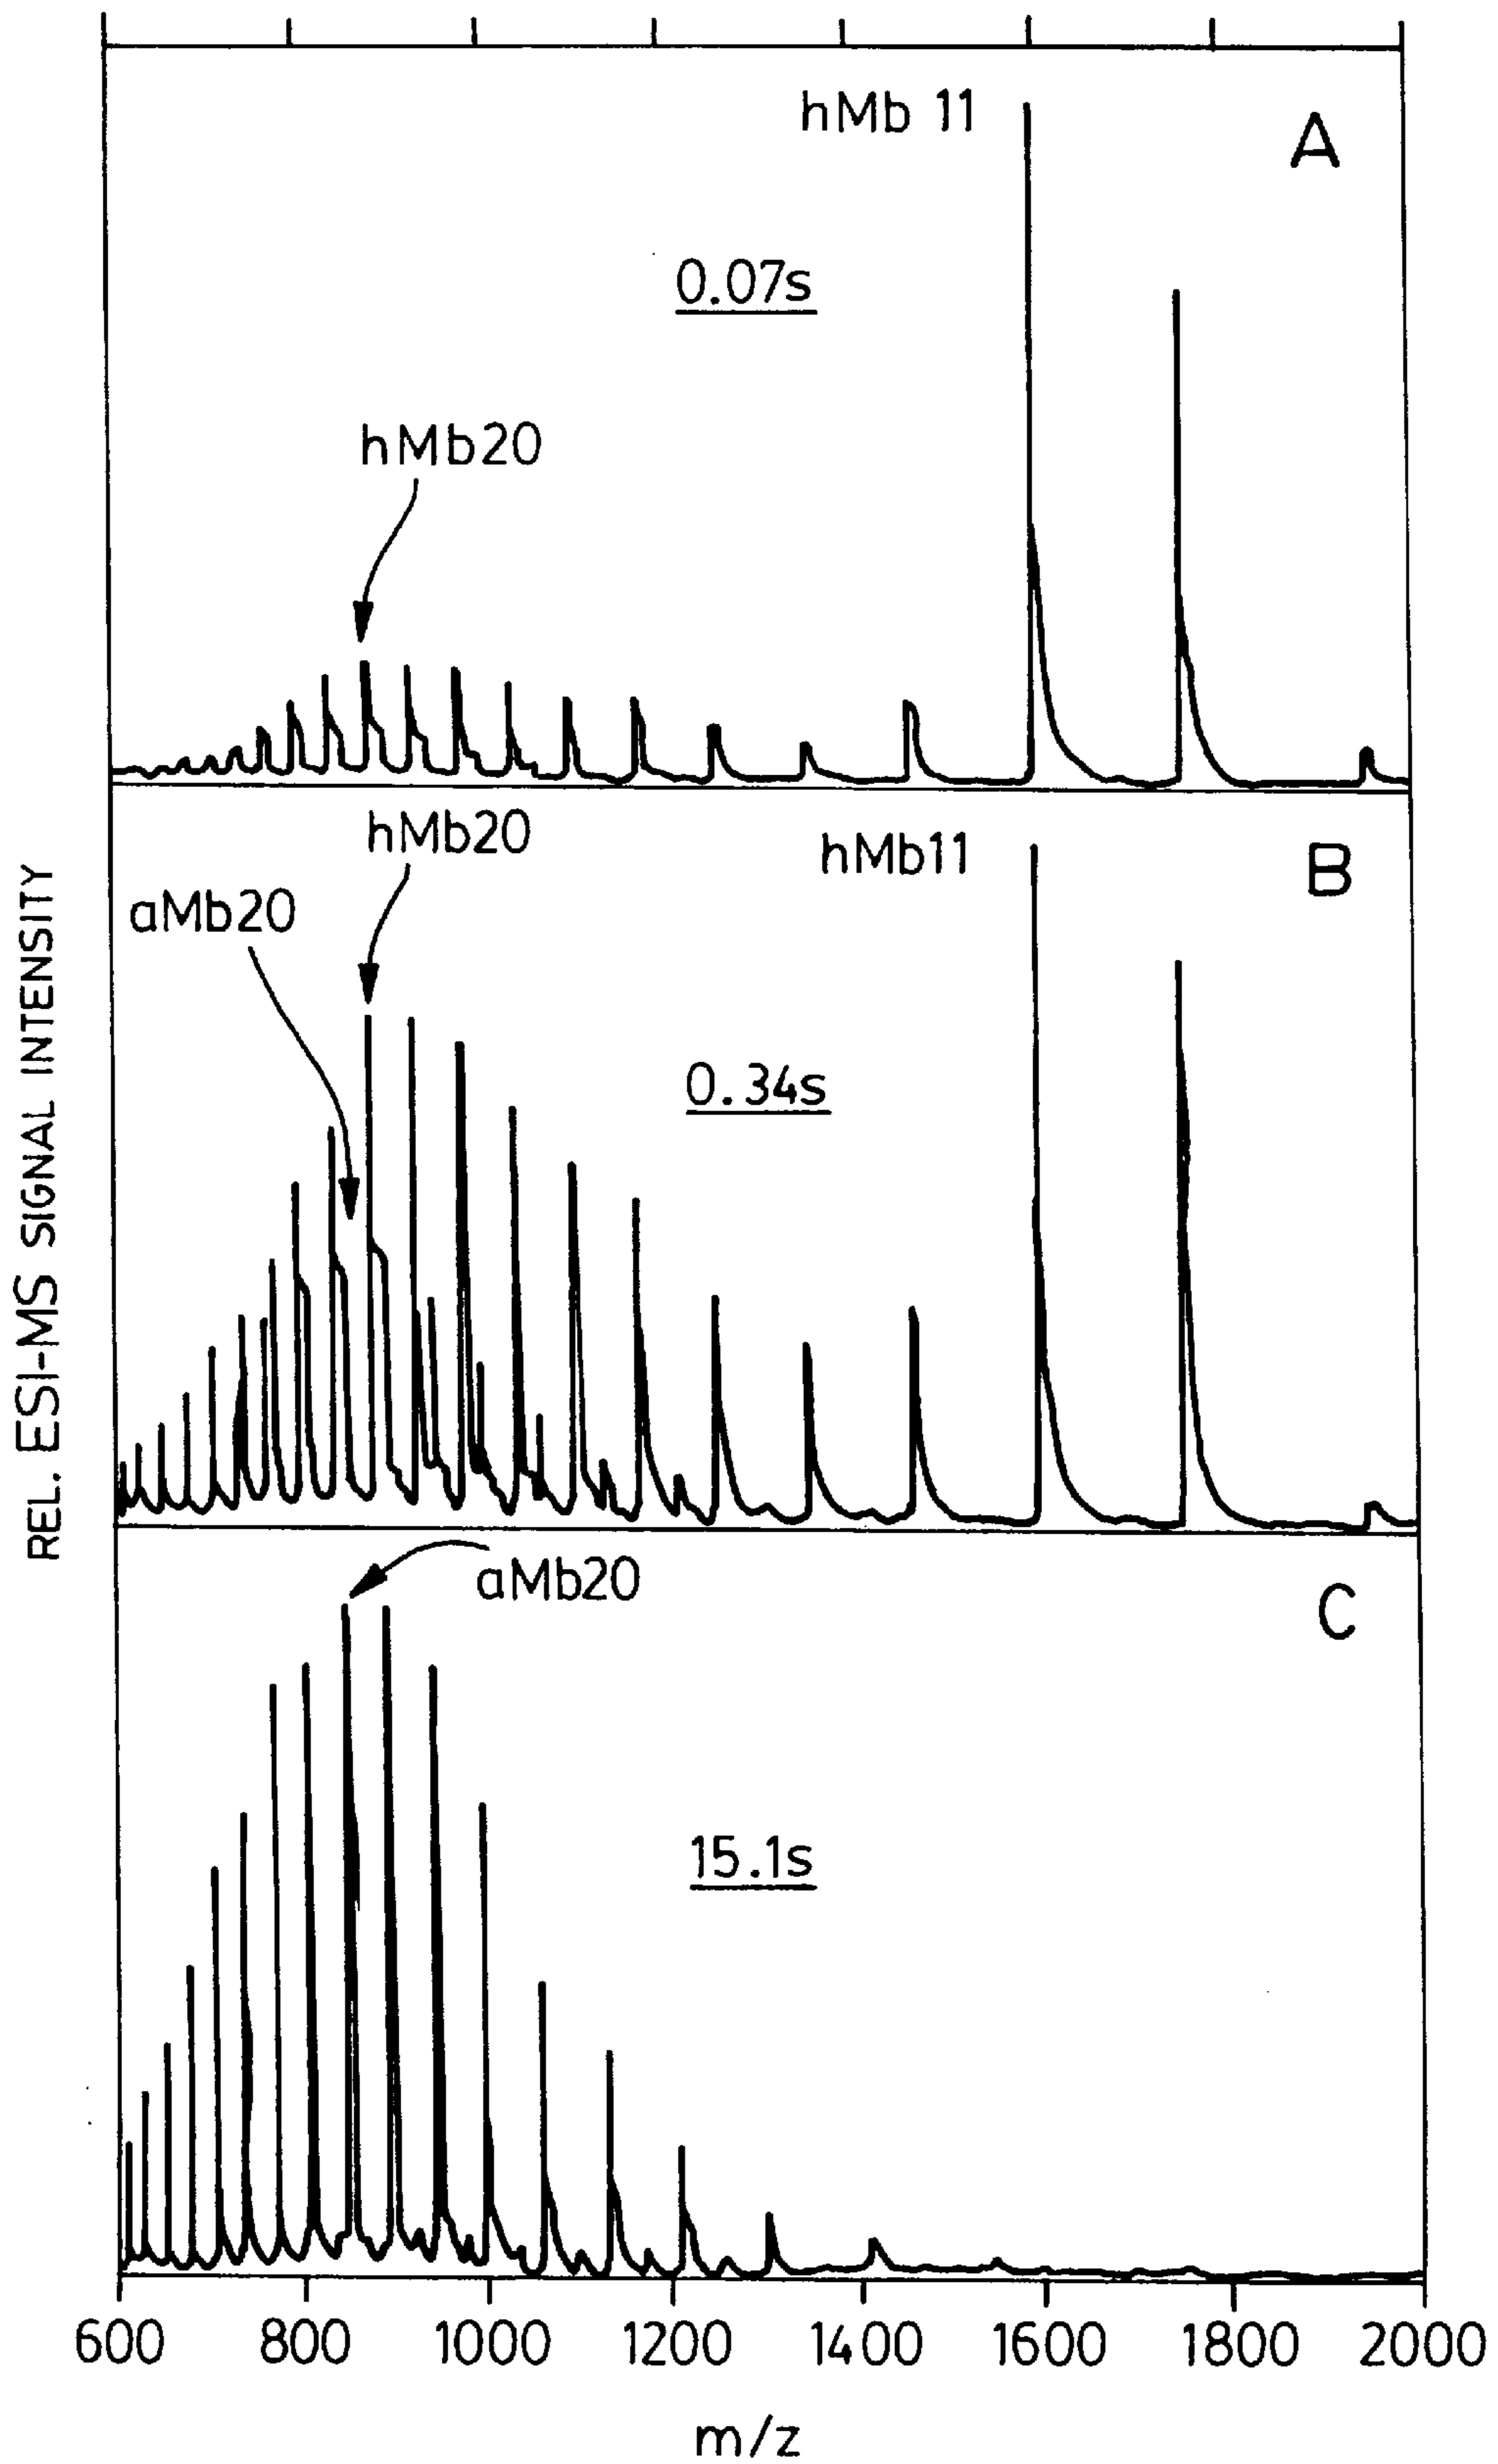 hMb 11
A
0.07s
hMb20
hMb20
hMb11
B
aMb20
0.34s
aMb20
C
15.1s
600 800 1000 1200 1400 1600 1800 2000
m/z
REL. ESI-MS SIGNAL INTENSITY